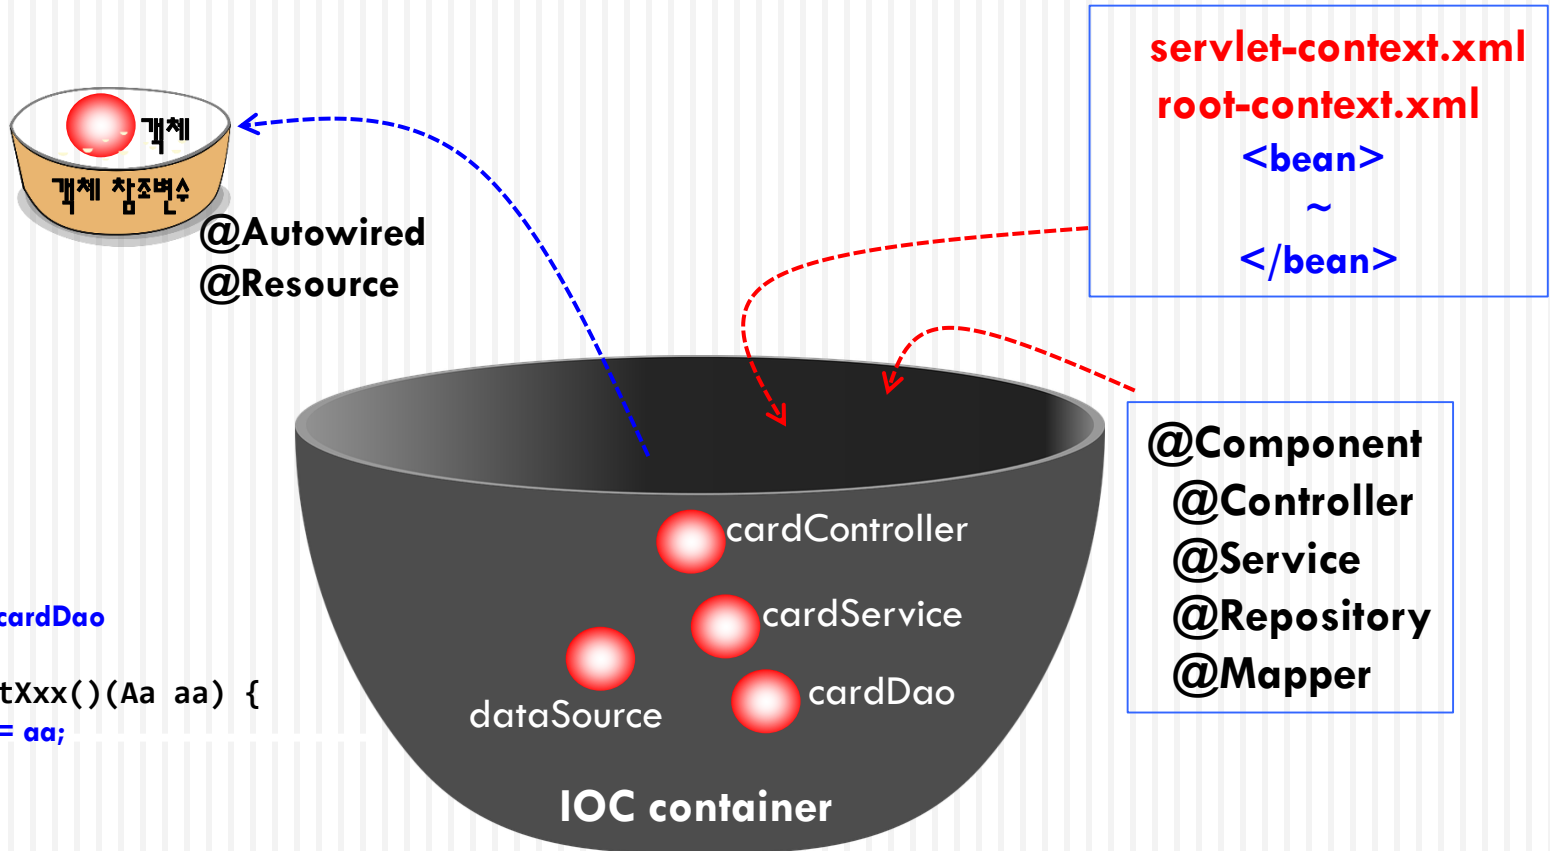 servlet-context.xml
root-context.xml
<bean>
~
</bean>
객체
객체 참조변수
@Autowired
@Resource
@Component
@Controller
@Service
@Repository
@Mapper
cardController
cardService
cardDao
dataSource
IOC container
cardDao
tXxx()(Aa aa) {
= aa;